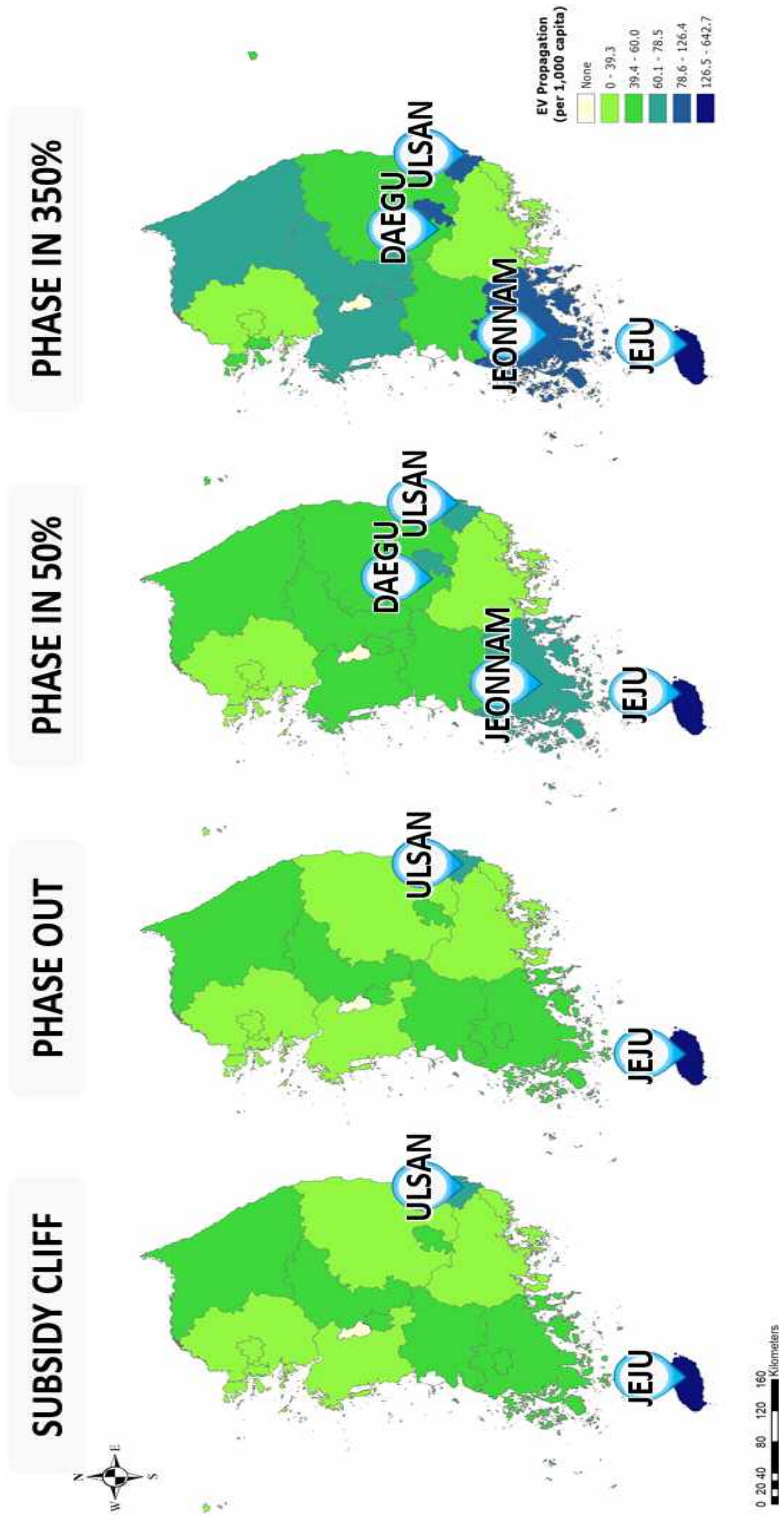 SUBSIDY CLIFF
PHASE OUT
PHASE IN 50%
PHASE IN 350%
N
W
E
S
ULSAN
JEJU
ULSAN
JEJU
DAEGU
ULSAN
JEONNAM
JEJU
DAEGU
ULSAN
JEONNAM
JEJU
EV Propagation
(per 1,000 capita)
None
0 - 39.3
39.4 - 60.0
60.1 - 78.5
78.6 - 126.4
126.5 - 642.7
0 20 40 80 120 160
Kilometers